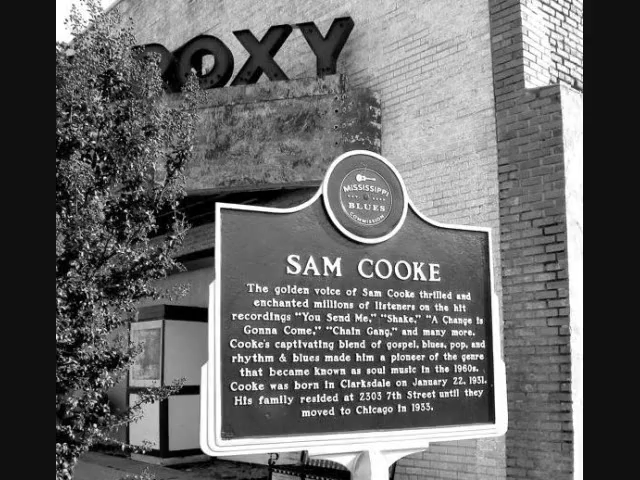 ROXY
MISSISSIPPI
BLUES
COMMISSION
SAM COOKE
The golden voice of Sam Cooke thrilled and
enchanted millions of listeners on the hit
recordings "You Send Me," "Shake," "A Change is
Gonna Come," "Chain Gang," and many more.
Cooke's captivating blend of gospel, blues, pop, and
rhythm & blues made him a pioneer of the genre
that became known as soul music in the 1960s.
Cooke was born in Clarksdale on January 22, 1931.
His family resided at 2303 7th Street until they
moved to Chicago in 1933.